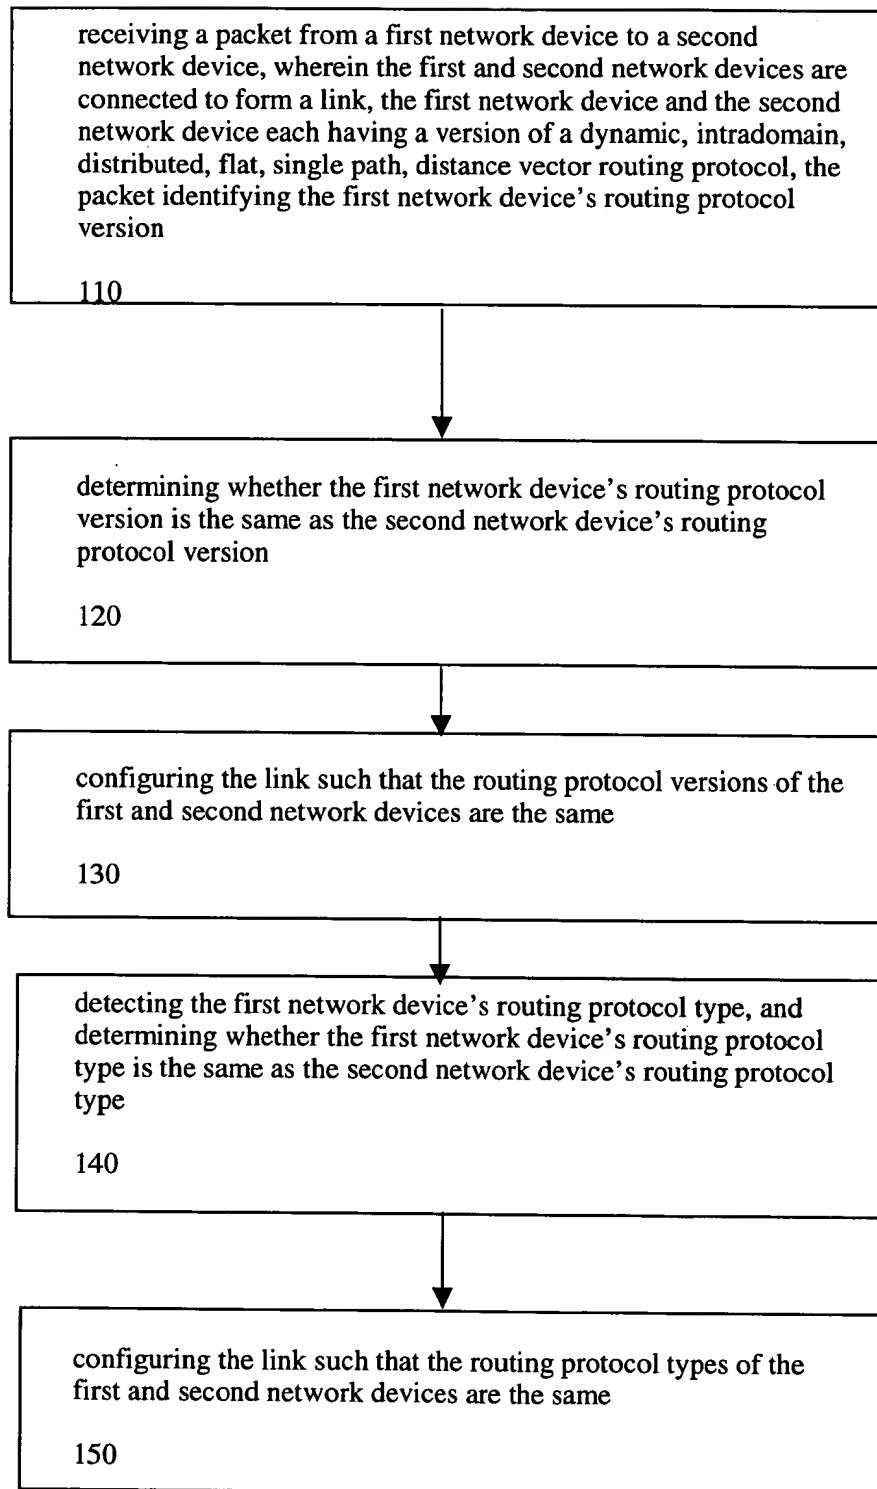 receiving a packet from a first network device to a second
network device, wherein the first and second network devices are
connected to form a link, the first network device and the second
network device each having a version of a dynamic, intradomain,
distributed, flat, single path, distance vector routing protocol, the
packet identifying the first network device's routing protocol
version
110
determining whether the first network device's routing protocol
version is the same as the second network device's routing
protocol version
120
configuring the link such that the routing protocol versions of the
first and second network devices are the same
130
detecting the first network device's routing protocol type, and
determining whether the first network device's routing protocol
type is the same as the second network device's routing protocol
type
140
configuring the link such that the routing protocol types of the
first and second network devices are the same
150